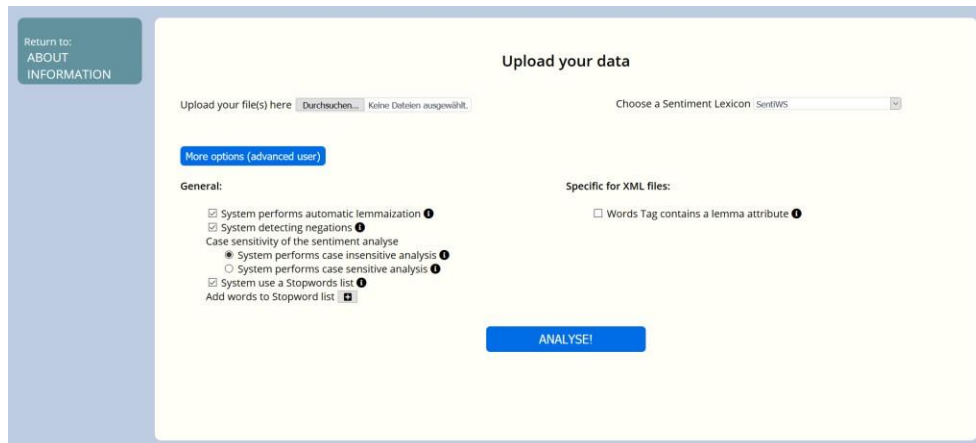 Return to:
ABOUT
INFORMATION
Upload your data
Upload your file(s) here Durchsuchen... Keine Dateien ausgewählt.
Choose a Sentiment Lexicon SentiWS
More options (advanced user)
General:
System performs automatic lemmaization
System detecting negations
Case sensitivity of the sentiment analyse
System performs case insensitive analysis
System performs case sensitive analysis
System use a Stopwords list
Add words to Stopword list
Specific for XML files:
Words Tag contains a lemma attribute
ANALYSE!